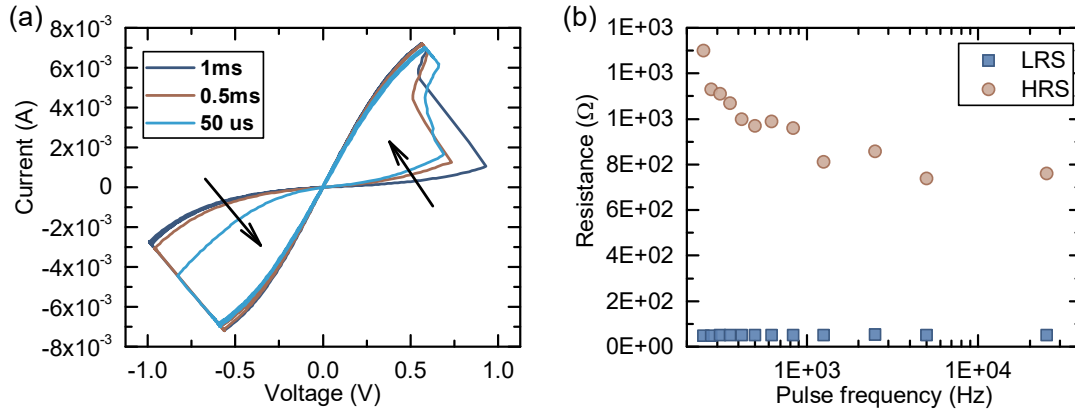 (a)
8x10⁻³
6x10⁻³
4x10⁻³
2x10⁻³
0
-2x10⁻³
-4x10⁻³
-6x10⁻³
-8x10⁻³
Current (A)
1ms
0.5ms
50 us
-1.0 -0.5 0.0 0.5 1.0
Voltage (V)
(b)
1E+03
1E+03
1E+03
8E+02
6E+02
4E+02
2E+02
0E+00
Resistance (Ω)
LRS
HRS
1E+03 1E+04
Pulse frequency (Hz)